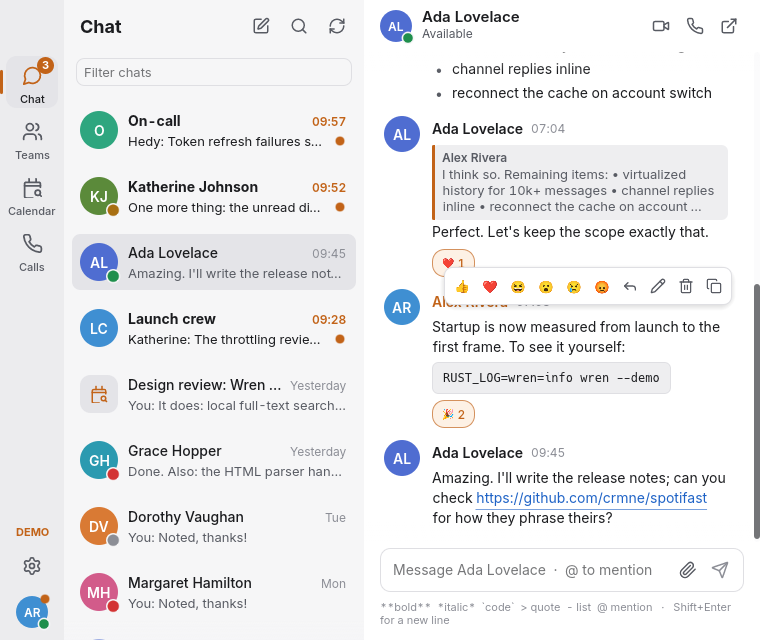 3
Chat
Teams
Calendar
Calls
DEMO
AR
Chat
Filter chats
O
On-call 09:57
Hedy: Token refresh failures s...
KJ
Katherine Johnson 09:52
One more thing: the unread di...
AL
Ada Lovelace 09:45
Amazing. I'll write the release not...
LC
Launch crew 09:28
Katherine: The throttling revie...
Design review: Wren ... Yesterday
You: It does: local full-text search...
GH
Grace Hopper Yesterday
Done. Also: the HTML parser han...
DV
Dorothy Vaughan Tue
You: Noted, thanks!
MH
Margaret Hamilton Mon
You: Noted, thanks!
AL
Ada Lovelace
Available
• channel replies inline
• reconnect the cache on account switch
AL
Ada Lovelace 07:04
Alex Rivera
I think so. Remaining items: • virtualized
history for 10k+ messages • channel replies
inline • reconnect the cache on account ...
Perfect. Let's keep the scope exactly that.
❤️ 1
👍 ❤️ 😆 😮 😢 😡
AR
Alex Rivera
Startup is now measured from launch to the
first frame. To see it yourself:
RUST_LOG=wren=info wren --demo
🎉 2
AL
Ada Lovelace 09:45
Amazing. I'll write the release notes; can you
check https://github.com/crmne/spotifast
for how they phrase theirs?
Message Ada Lovelace · @ to mention
**bold** *italic* `code` > quote - list @ mention · Shift+Enter
for a new line